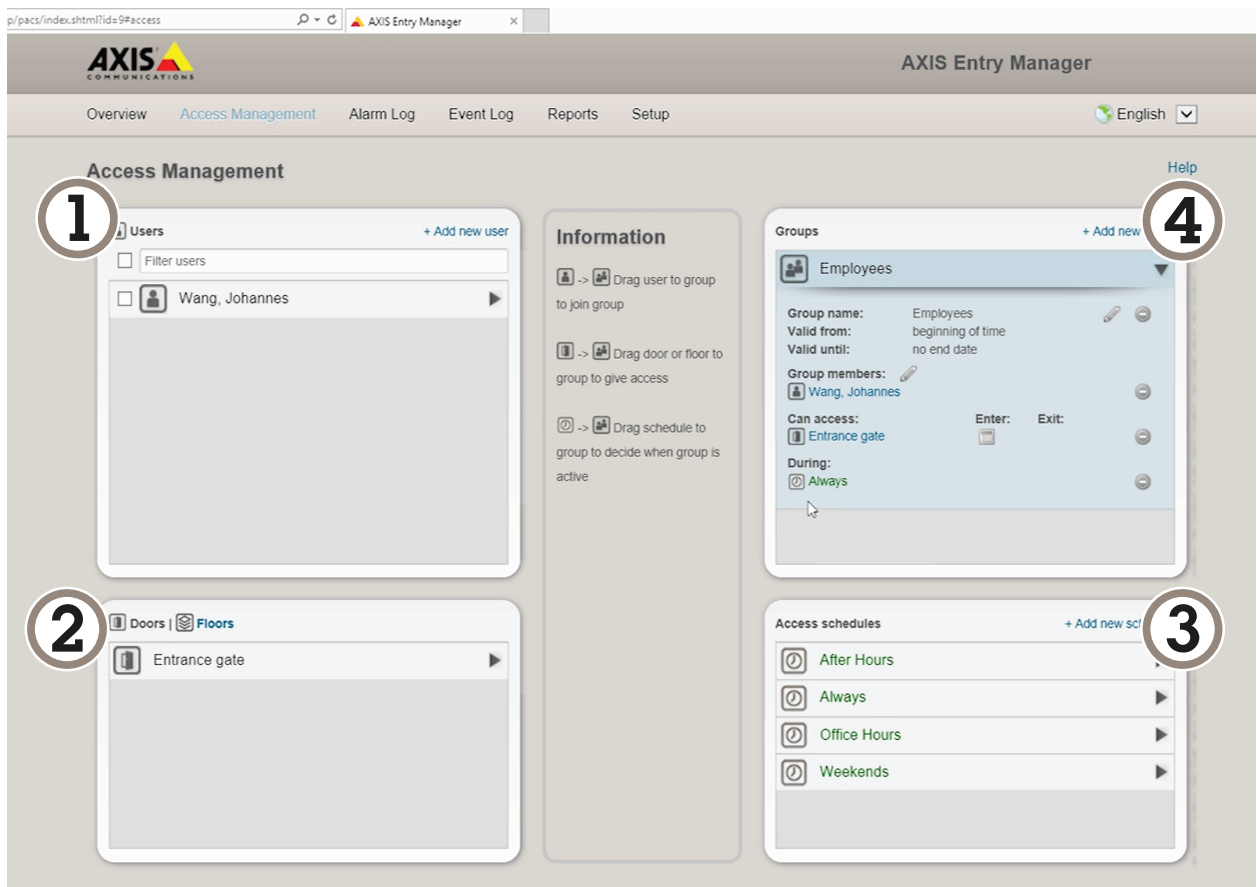 p/pacs/index.shtml?id=9#access
AXIS Entry Manager
AXIS
COMMUNICATIONS
AXIS Entry Manager
Overview
Access Management
Alarm Log
Event Log
Reports
Setup
English
Access Management
Help
1
Users
+ Add new user
Filter users
Wang, Johannes
2
Doors | Floors
Entrance gate
Information
-> Drag user to group
to join group
-> Drag door or floor to
group to give access
-> Drag schedule to
group to decide when group is
active
4
Groups
+ Add new
Employees
Group name: Employees
Valid from: beginning of time
Valid until: no end date
Group members:
Wang, Johannes
Can access: Enter: Exit:
Entrance gate
During:
Always
3
Access schedules
+ Add new sc
After Hours
Always
Office Hours
Weekends